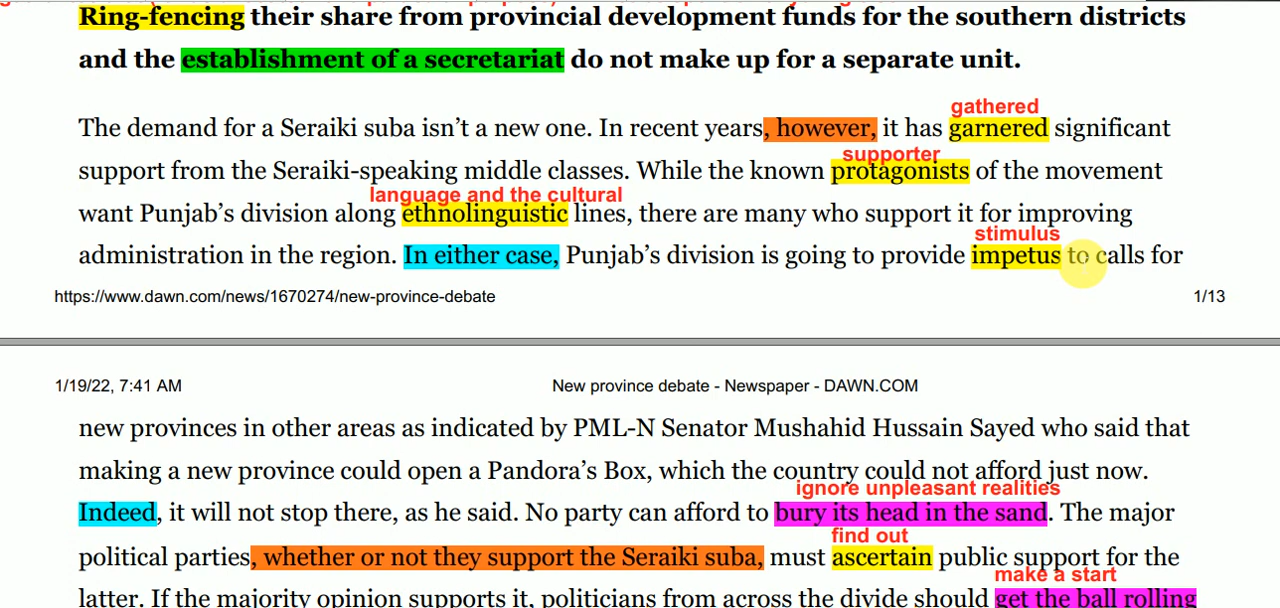 Ring-fencing their share from provincial development funds for the southern districts
and the establishment of a secretariat do not make up for a separate unit.
gathered
The demand for a Seraiki suba isn’t a new one. In recent years, however, it has garnered significant
supporter
support from the Seraiki-speaking middle classes. While the known protagonists of the movement
language and the cultural
want Punjab’s division along ethnolinguistic lines, there are many who support it for improving
stimulus
administration in the region. In either case, Punjab’s division is going to provide impetus to calls for
https://www.dawn.com/news/1670274/new-province-debate 1/13
1/19/22, 7:41 AM New province debate - Newspaper - DAWN.COM
new provinces in other areas as indicated by PML-N Senator Mushahid Hussain Sayed who said that
making a new province could open a Pandora’s Box, which the country could not afford just now.
ignore unpleasant realities
Indeed, it will not stop there, as he said. No party can afford to bury its head in the sand. The major
find out
political parties, whether or not they support the Seraiki suba, must ascertain public support for the
make a start
latter. If the majority opinion supports it, politicians from across the divide should get the ball rolling